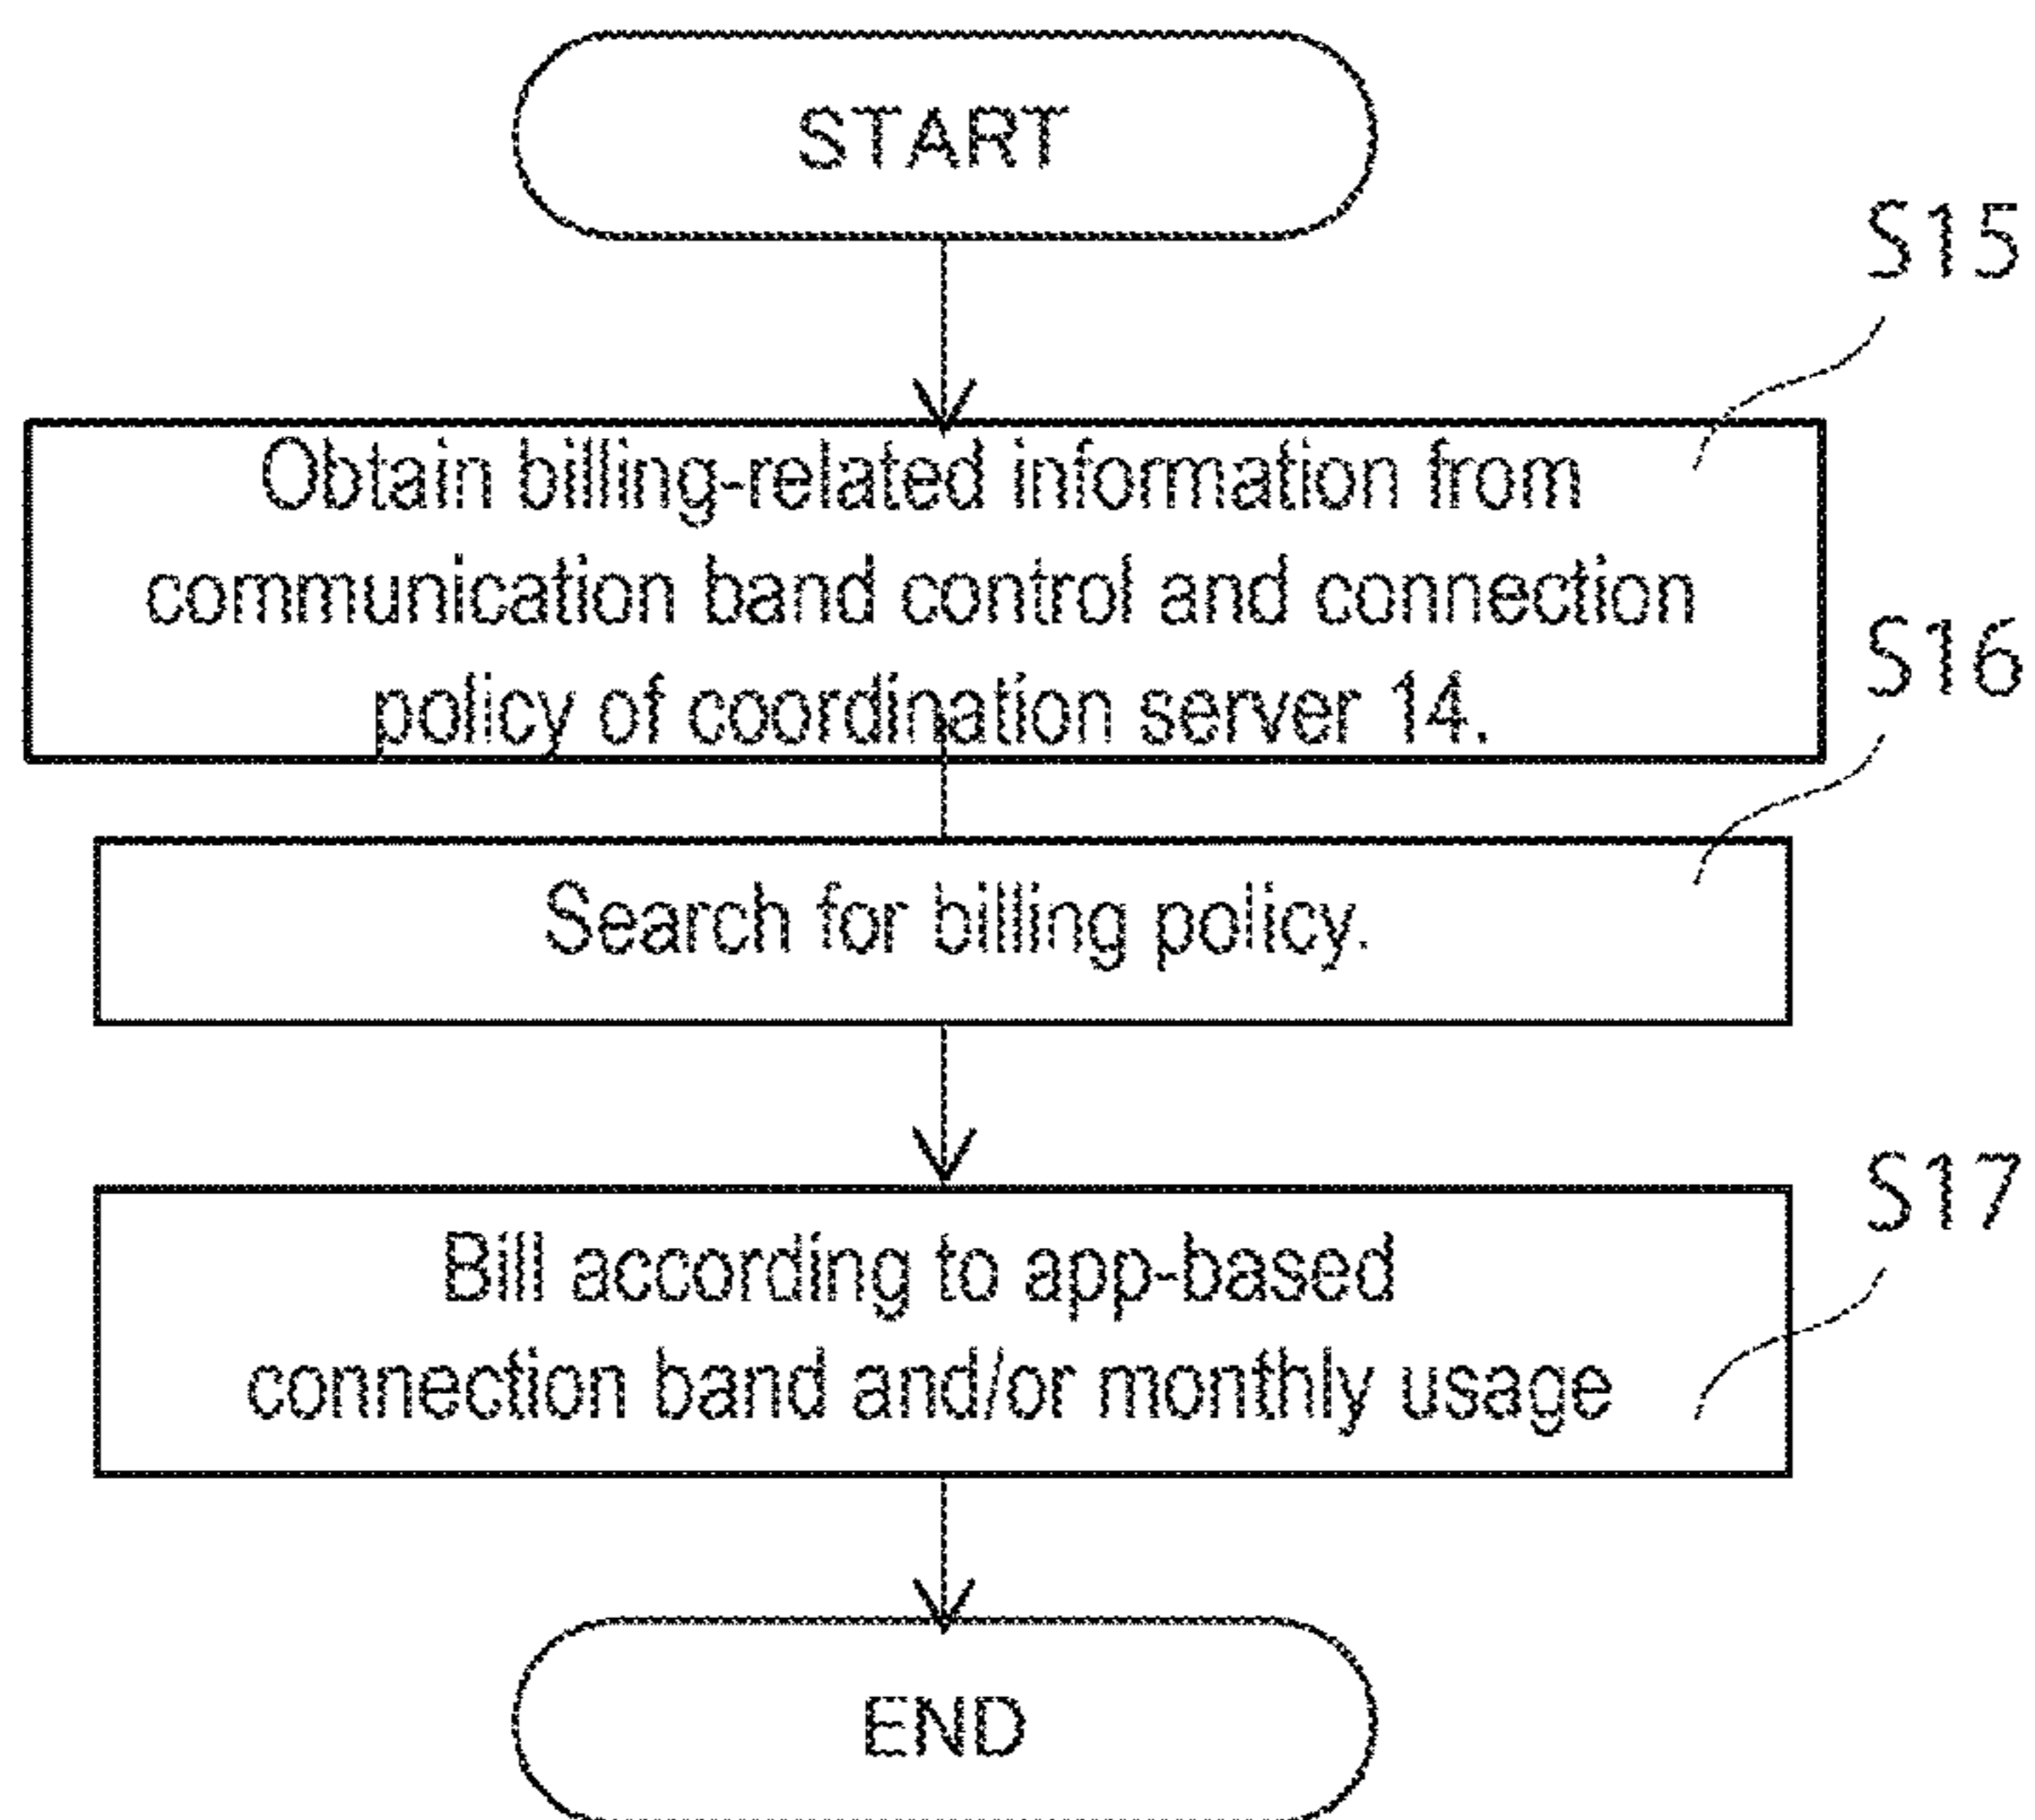 START
S15
Obtain billing-related information from
communication band control and connection
policy of coordination server 14.
S16
Search for billing policy.
S17
Bill according to app-based
connection band and/or monthly usage
END